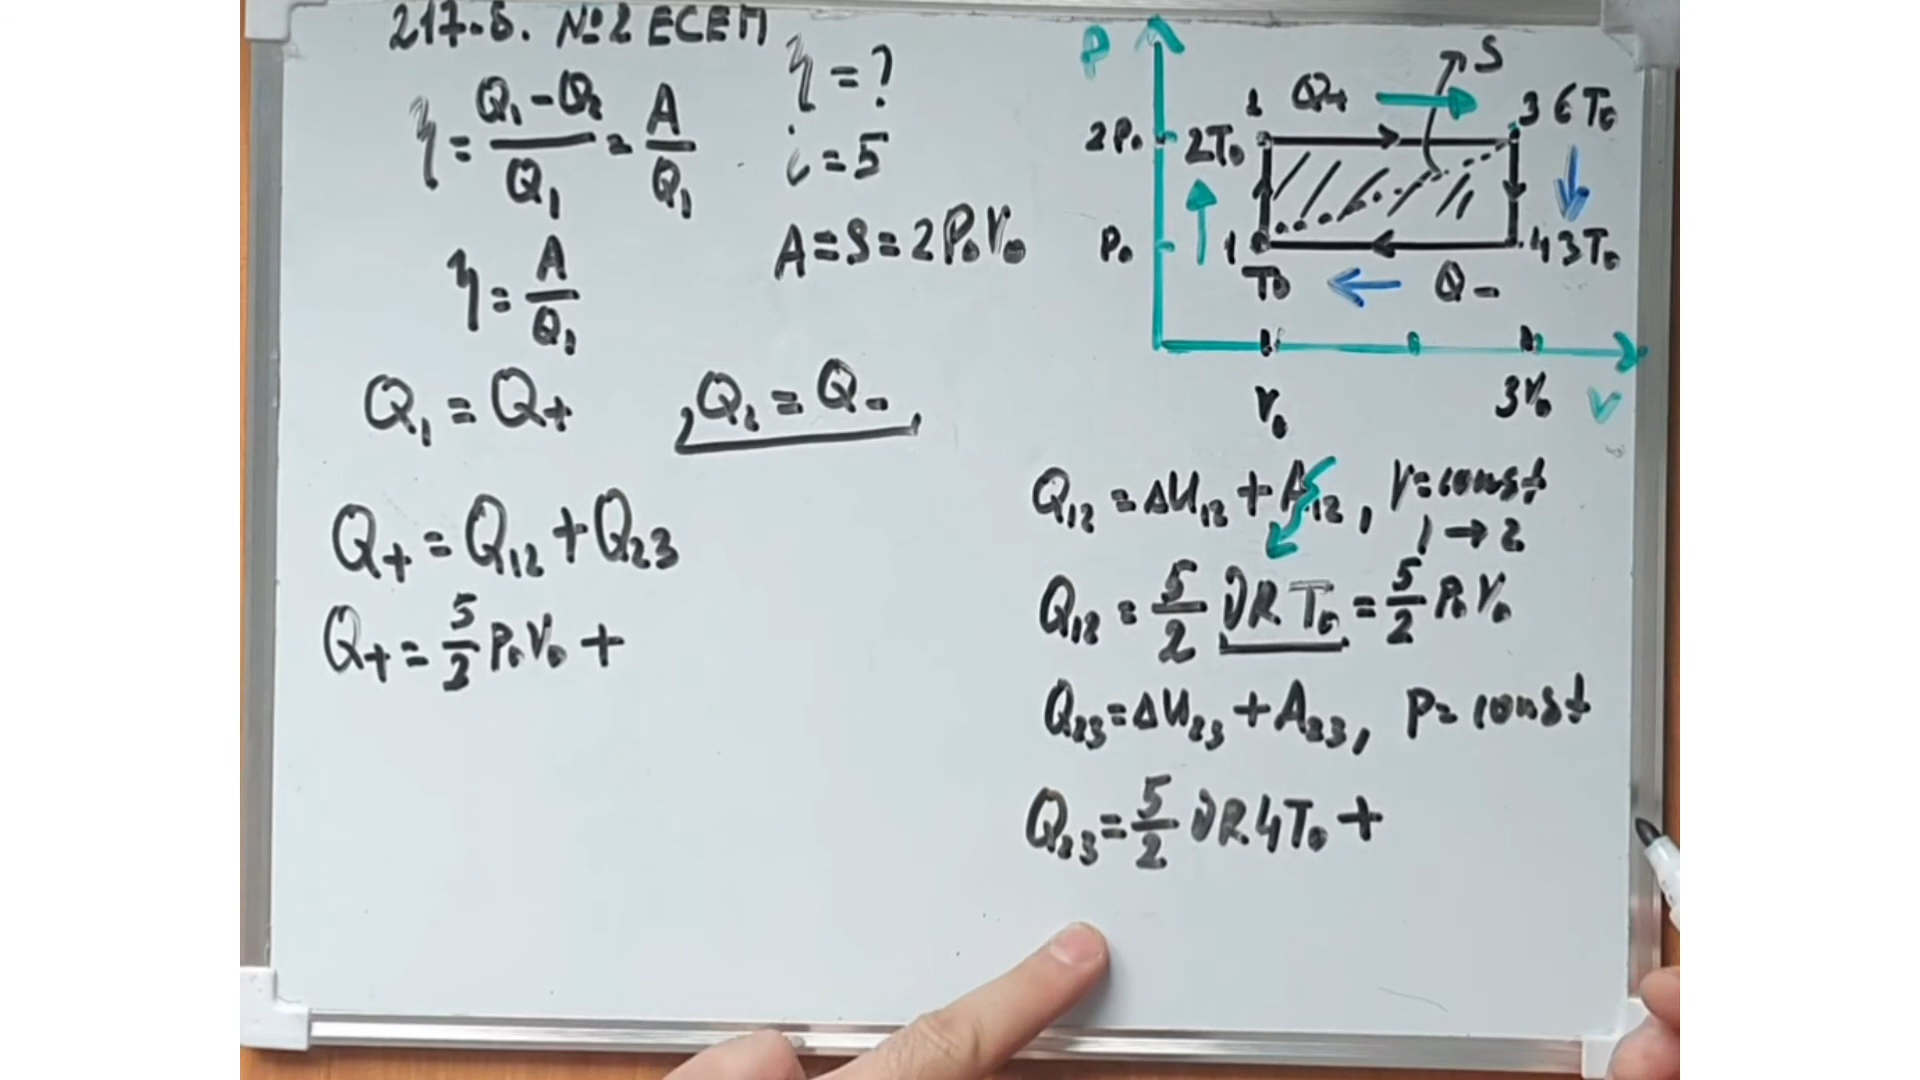 217-б. №2 ЕСЕП
η = (Q₁ - Q₂)/Q₁ = A/Q₁
η = ?
i = 5
A = S = 2P₀V₀
η = A/Q₁
Q₁ = Q₊
, Q₂ = Q₋,
Q₊ = Q₁₂ + Q₂₃
Q₊ = 5/2 P₀V₀ +
P
S
2 Q₊ 3 6T₀
2P₀ 2T₀
P₀ 1 4 3T₀
T₀ Q₋
V₀ 3V₀ V
Q₁₂ = ΔU₁₂ + A₁₂, V = const
1 → 2
Q₁₂ = 5/2 υRT₀ = 5/2 P₀V₀
Q₂₃ = ΔU₂₃ + A₂₃, P = const
Q₂₃ = 5/2 υR4T₀ +